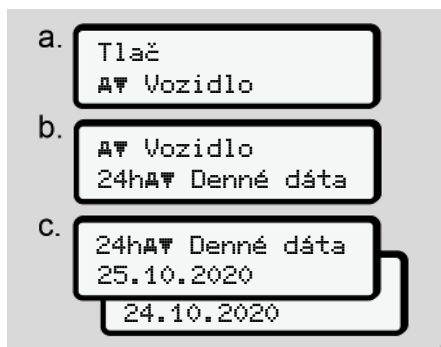 a.
Tlač
Vozidlo
b.
Vozidlo
24h Denné dáta
c.
24h Denné dáta
25.10.2020
24.10.2020